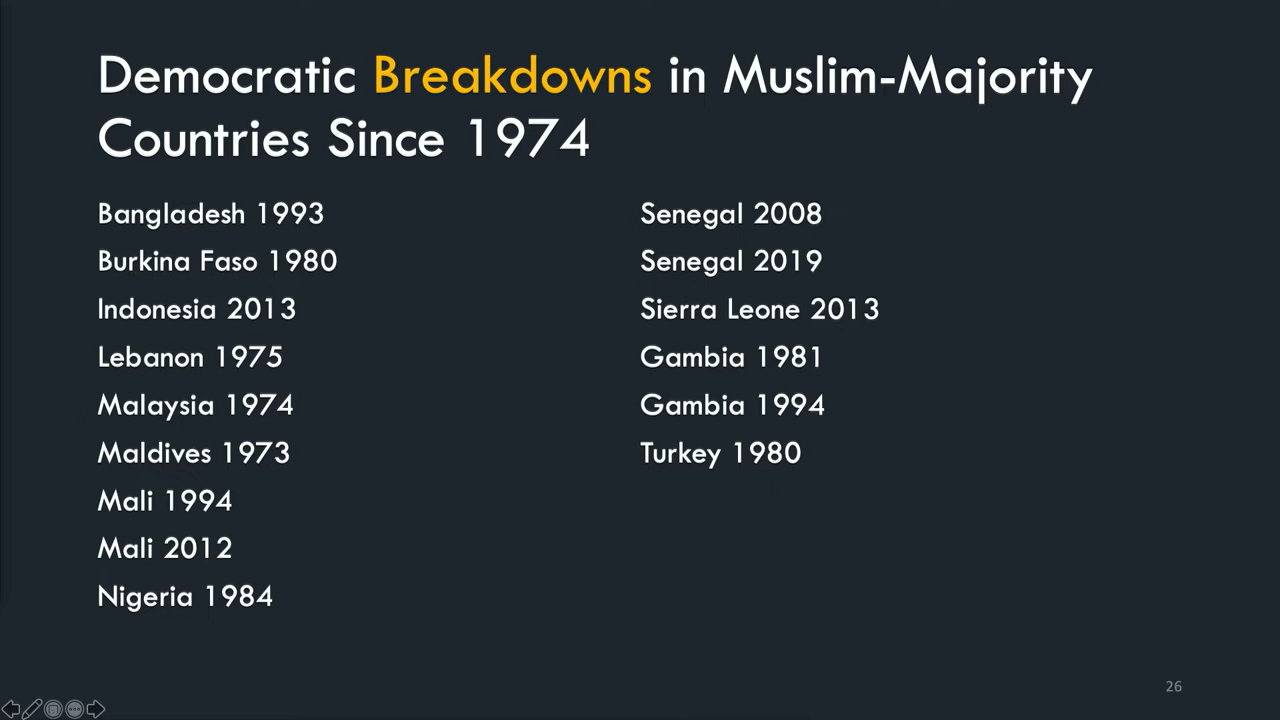 Democratic Breakdowns in Muslim-Majority
Countries Since 1974
Bangladesh 1993
Burkina Faso 1980
Indonesia 2013
Lebanon 1975
Malaysia 1974
Maldives 1973
Mali 1994
Mali 2012
Nigeria 1984
Senegal 2008
Senegal 2019
Sierra Leone 2013
Gambia 1981
Gambia 1994
Turkey 1980
26